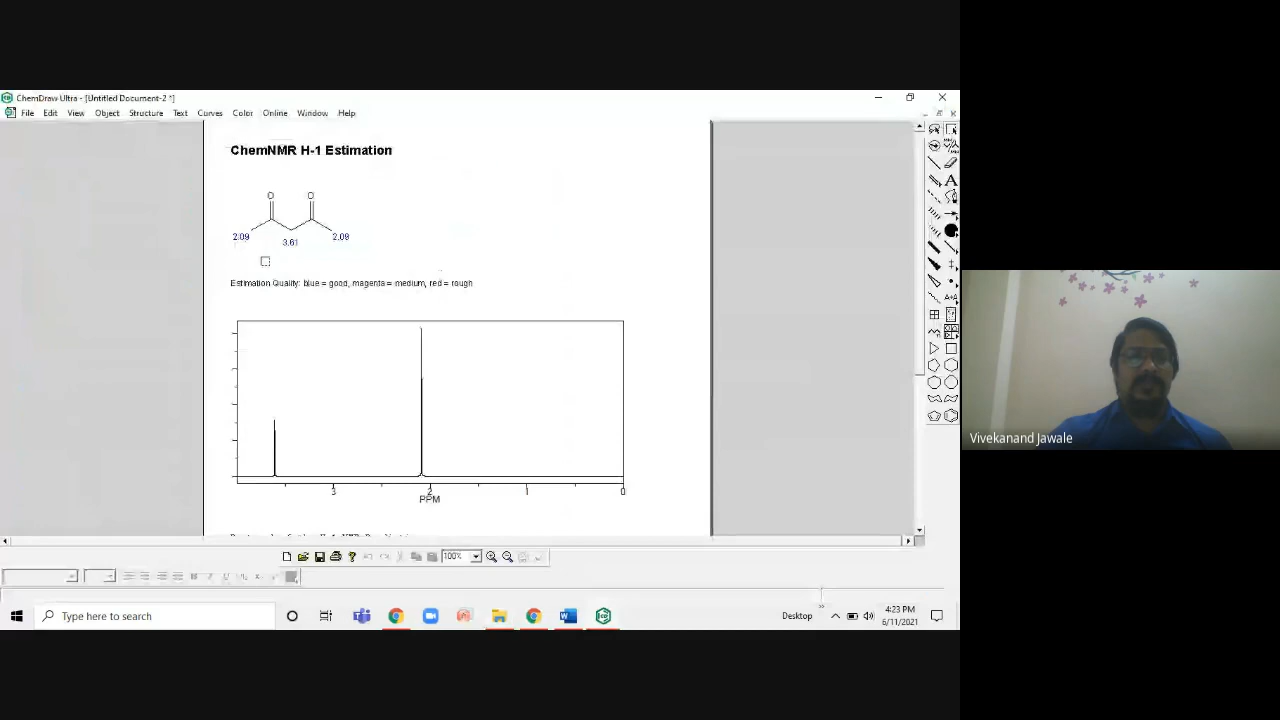 ChemDraw Ultra - [Untitled Document-2 *]
File Edit View Object Structure Text Curves Color Online Window Help
ChemNMR H-1 Estimation
O O
2.09 3.61 2.09
Estimation Quality: blue = good, magenta = medium, red = rough
3 2 1 0
PPM
100%
Vivekanand Jawale
Type here to search
Desktop
4:23 PM
6/11/2021